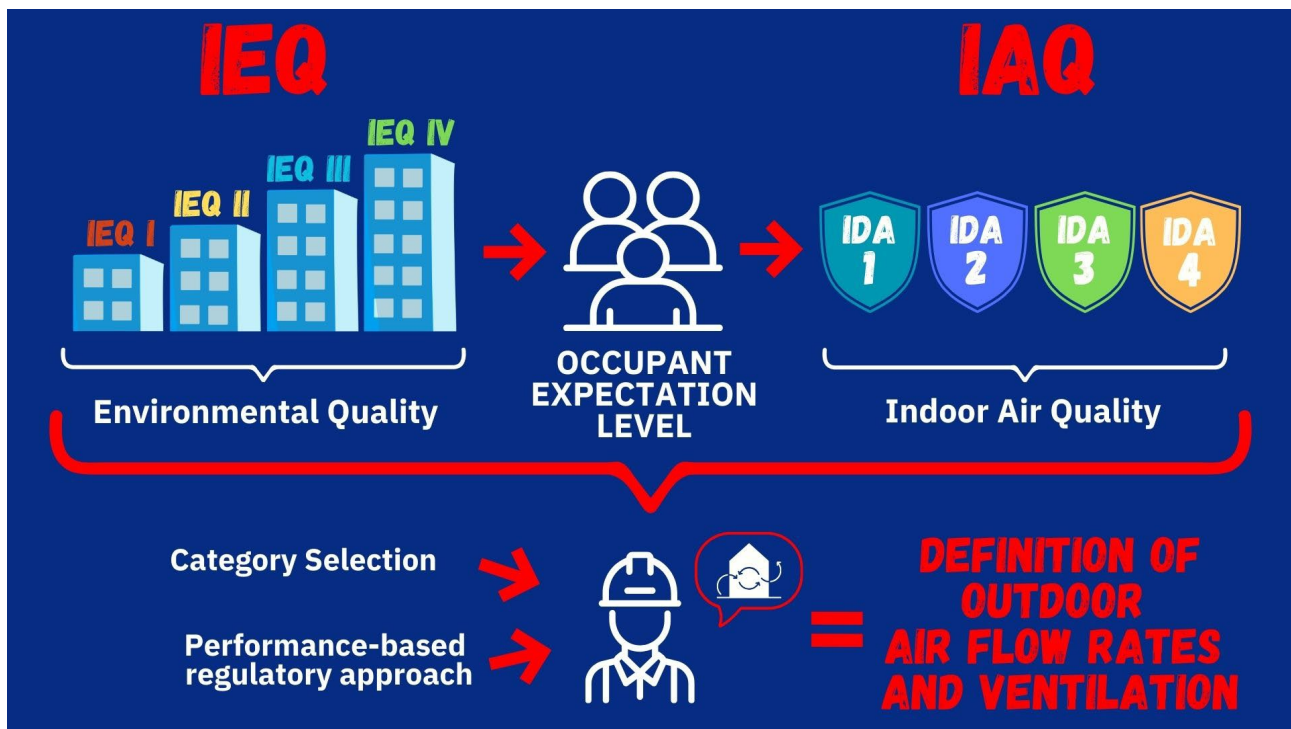 IEQ
IAQ
IEQ I
IEQ II
IEQ III
IEQ IV
IDA
1
IDA
2
IDA
3
IDA
4
OCCUPANT
EXPECTATION
LEVEL
Environmental Quality
Indoor Air Quality
Category Selection
Performance-based
regulatory approach
=
DEFINITION OF
OUTDOOR
AIR FLOW RATES
AND VENTILATION